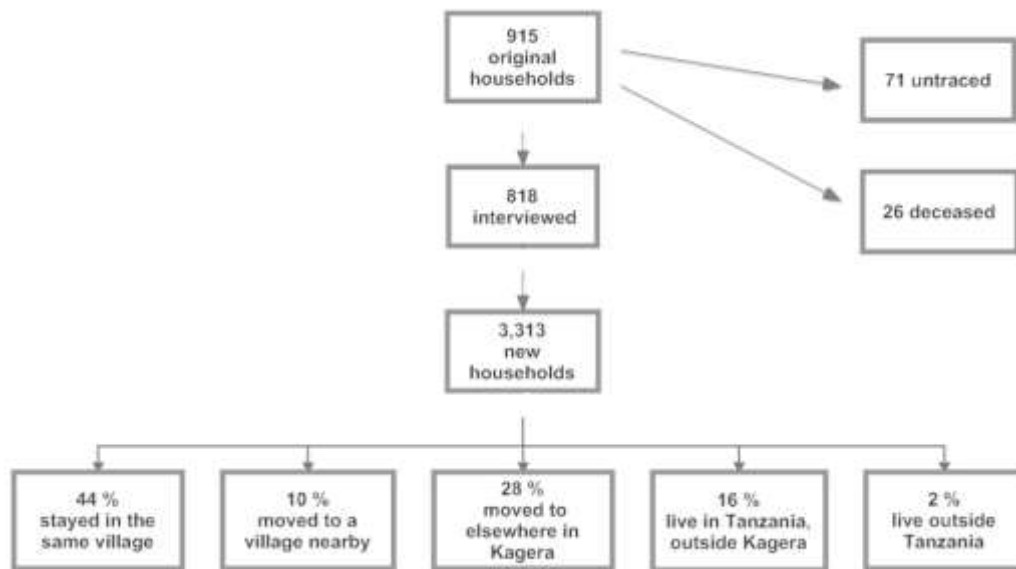 915
original
households
71 untraced
818
interviewed
26 deceased
3,313
new
households
44 %
stayed in the
same village
10 %
moved to a
village nearby
28 %
moved to
elsewhere in
Kagera
16 %
live in Tanzania,
outside Kagera
2 %
live outside
Tanzania